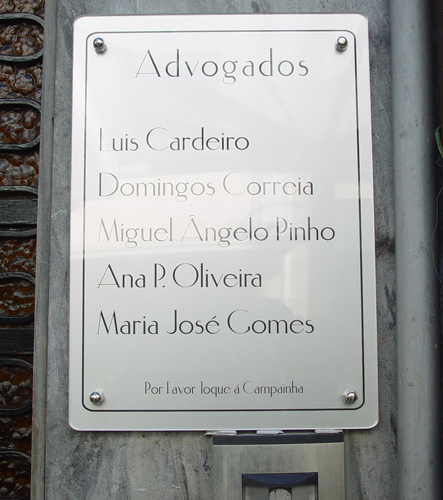 Advogados
Luis Cardeiro
Domingos Correia
Miguel Ângelo Pinho
Ana P. Oliveira
Maria José Gomes
Por Favor Toque á Campainha